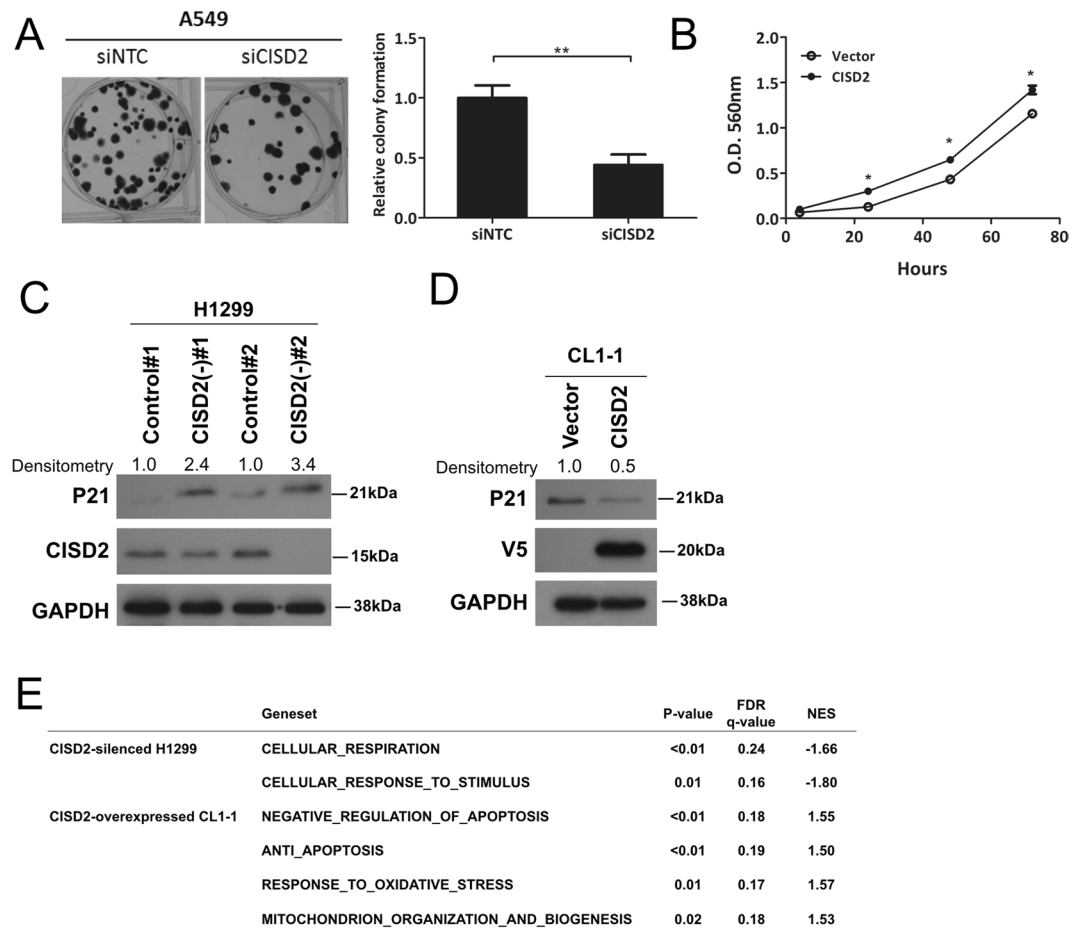 A
A549
siNTC
siCISD2
Relative colony formation
1.5
1.0
0.5
0.0
**
siNTC
siCISD2
B
O.D. 560nm
2.0
1.5
1.0
0.5
0.0
Vector
CISD2
*
*
*
0
20
40
60
80
Hours
C
H1299
Control#1
CISD2(-)#1
Control#2
CISD2(-)#2
Densitometry 1.0 2.4 1.0 3.4
P21
21kDa
CISD2
15kDa
GAPDH
38kDa
D
CL1-1
Vector
CISD2
Densitometry 1.0 0.5
P21
21kDa
V5
20kDa
GAPDH
38kDa
E
Geneset P-value FDR q-value NES
CISD2-silenced H1299 CELLULAR_RESPIRATION <0.01 0.24 -1.66
CELLULAR_RESPONSE_TO_STIMULUS 0.01 0.16 -1.80
CISD2-overexpressed CL1-1 NEGATIVE_REGULATION_OF_APOPTOSIS <0.01 0.18 1.55
ANTI_APOPTOSIS <0.01 0.19 1.50
RESPONSE_TO_OXIDATIVE_STRESS 0.01 0.17 1.57
MITOCHONDRION_ORGANIZATION_AND_BIOGENESIS 0.02 0.18 1.53